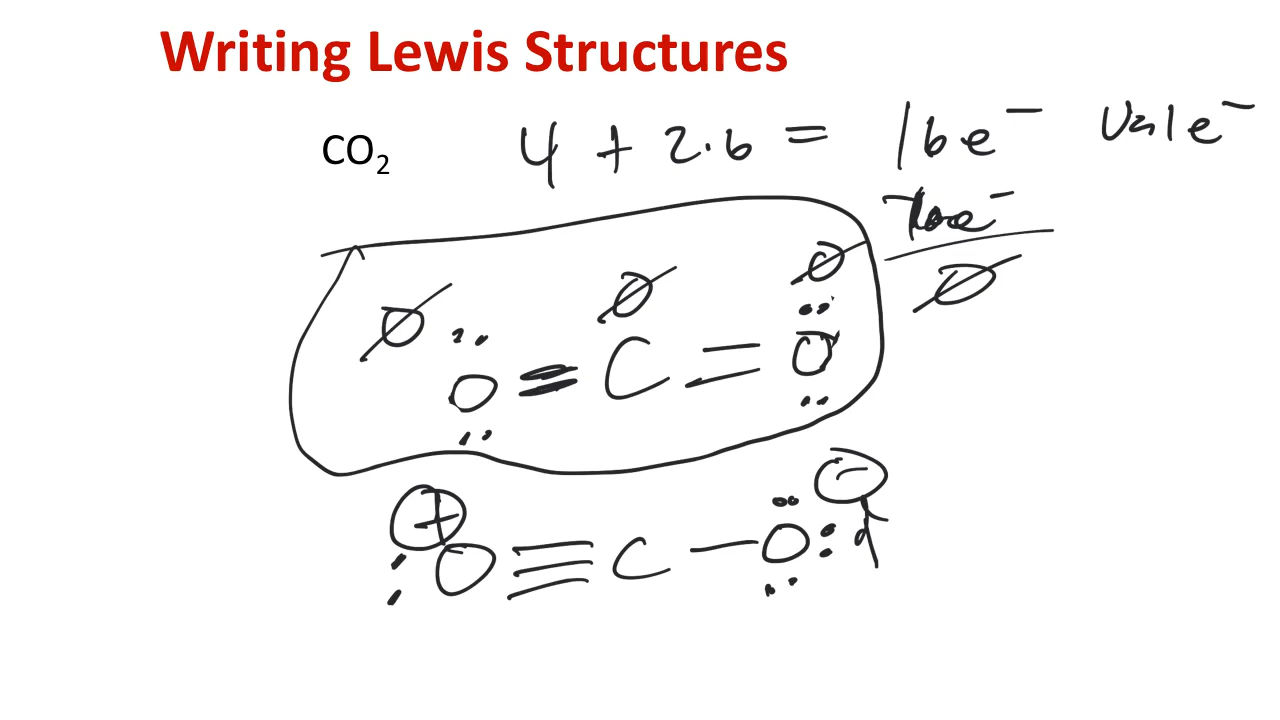 Writing Lewis Structures
CO₂ 4 + 2·6 = 16e⁻ Vale⁻
∅
∅ ∅ ∅
O = C = O
⊕ ⊖
O ≡ C — O